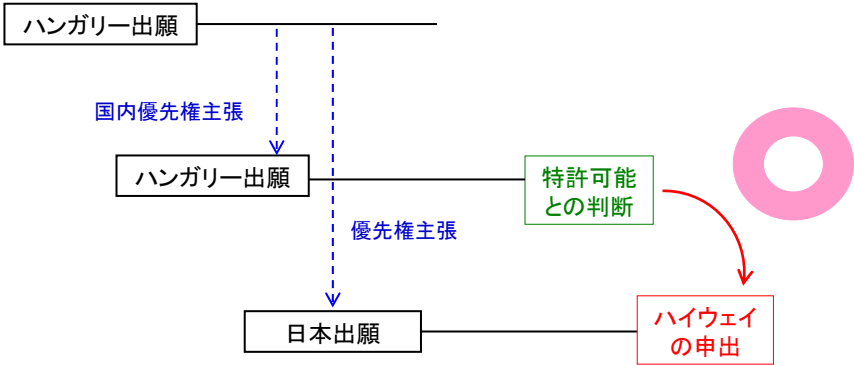 ハンガリー出願
国内優先権主張
ハンガリー出願
特許可能
との判断
優先権主張
日本出願
ハイウェイ
の申出